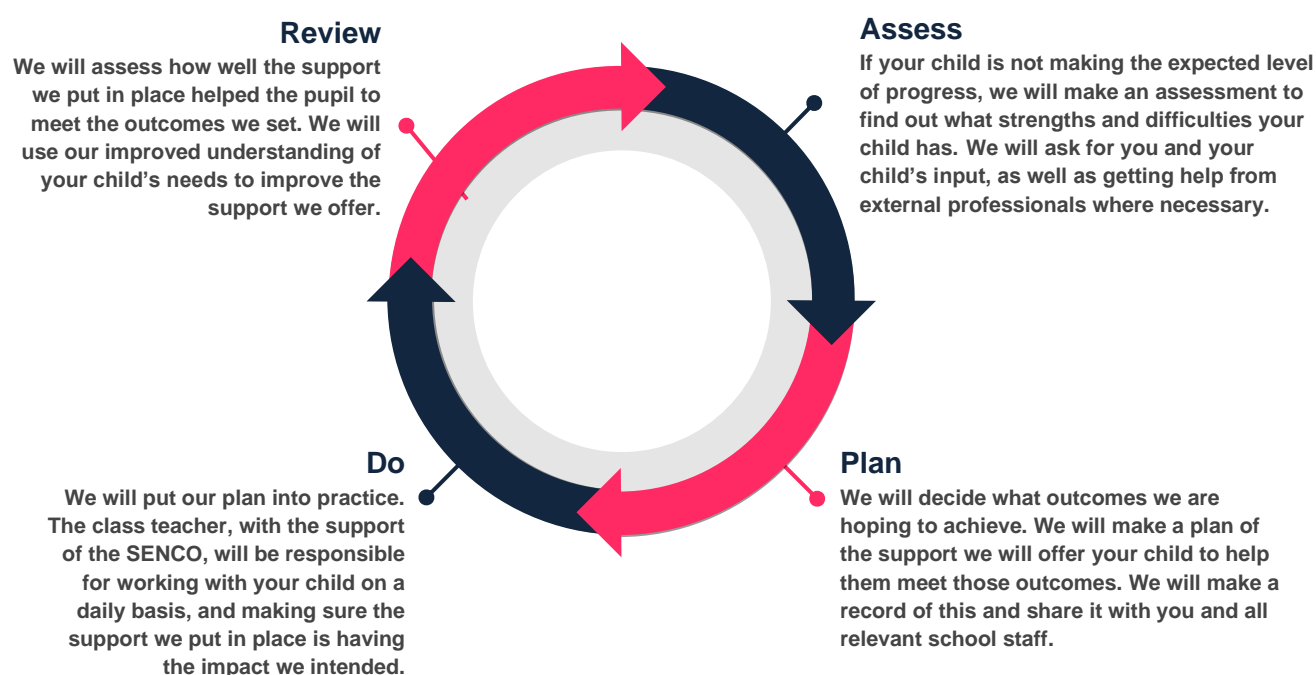 Review
We will assess how well the support
we put in place helped the pupil to
meet the outcomes we set. We will
use our improved understanding of
your child’s needs to improve the
support we offer.
Assess
If your child is not making the expected level
of progress, we will make an assessment to
find out what strengths and difficulties your
child has. We will ask for you and your
child’s input, as well as getting help from
external professionals where necessary.
Do
We will put our plan into practice.
The class teacher, with the support
of the SENCO, will be responsible
for working with your child on a
daily basis, and making sure the
support we put in place is having
the impact we intended.
Plan
We will decide what outcomes we are
hoping to achieve. We will make a plan of
the support we will offer your child to help
them meet those outcomes. We will make a
record of this and share it with you and all
relevant school staff.